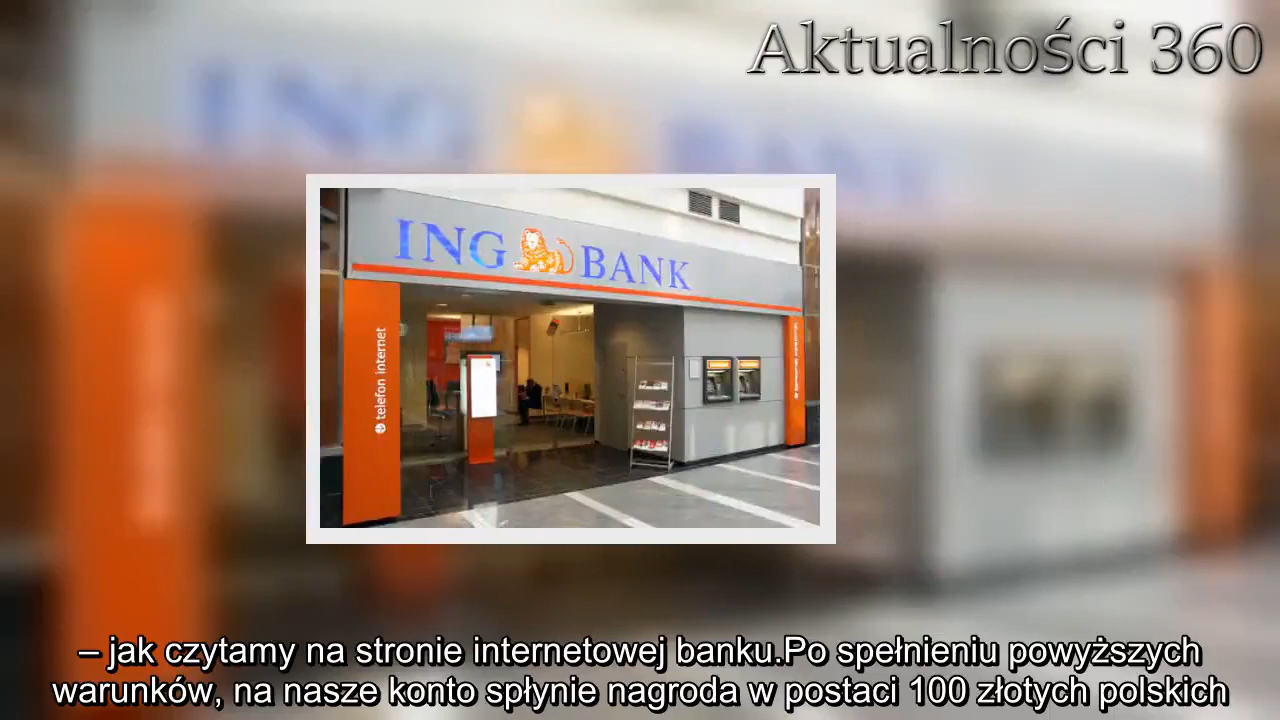 Aktualności 360
ING BANK
telefon internet
– jak czytamy na stronie internetowej banku.Po spełnieniu powyższych
warunków, na nasze konto spłynie nagroda w postaci 100 złotych polskich